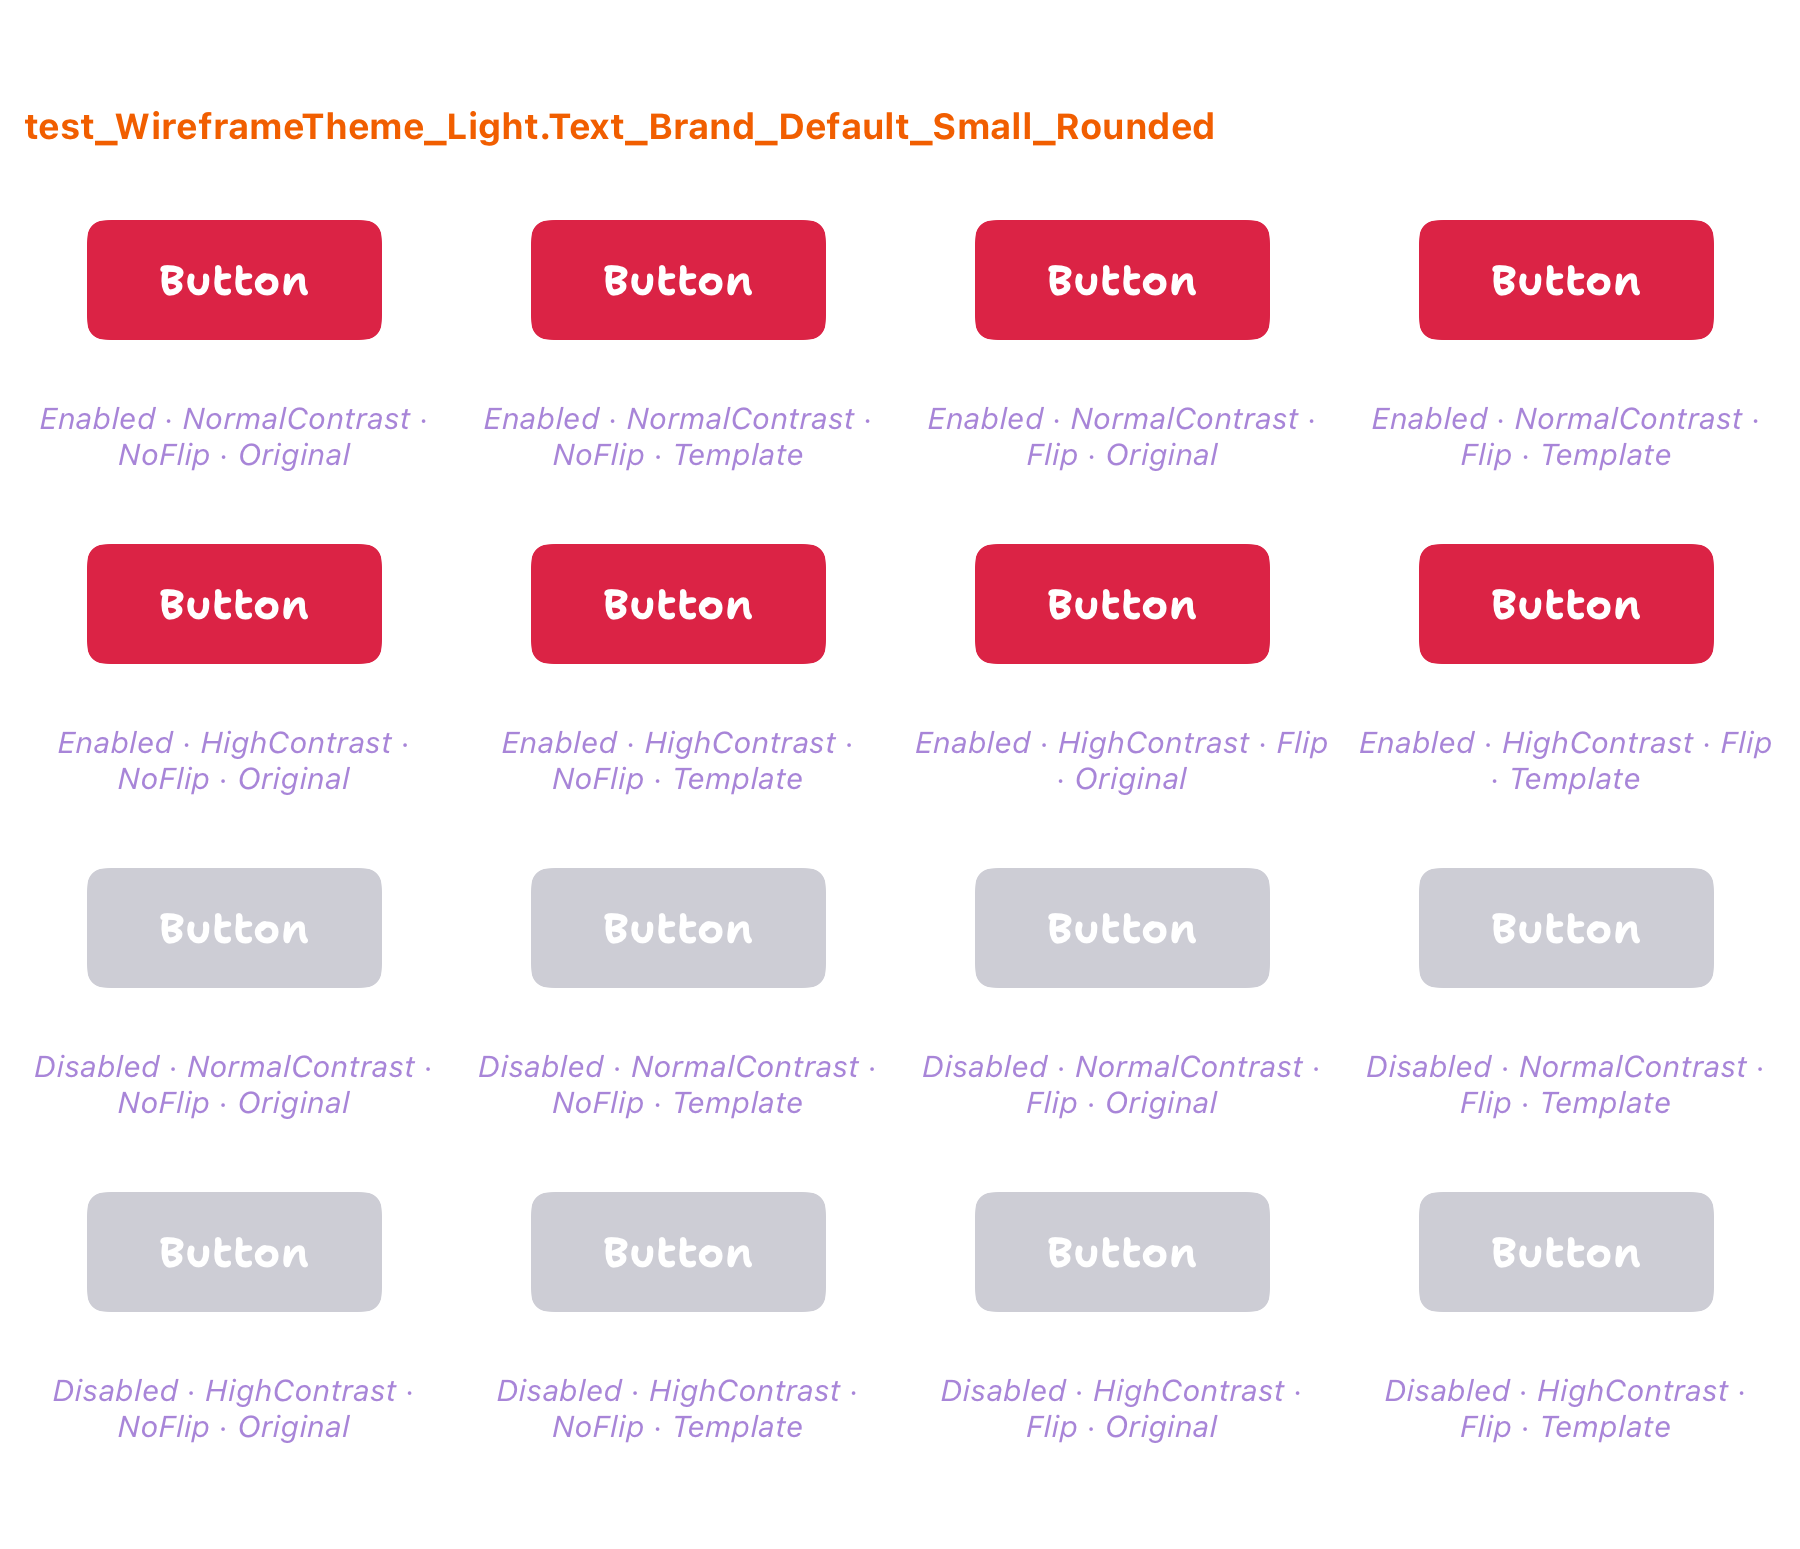 test_WireframeTheme_Light.Text_Brand_Default_Small_Rounded
Button Button Button Button
Enabled · NormalContrast · Enabled · NormalContrast · Enabled · NormalContrast · Enabled · NormalContrast ·
NoFlip · Original NoFlip · Template Flip · Original Flip · Template
Button Button Button Button
Enabled · HighContrast · Enabled · HighContrast · Enabled · HighContrast · Flip Enabled · HighContrast · Flip
NoFlip · Original NoFlip · Template · Original · Template
Button Button Button Button
Disabled · NormalContrast · Disabled · NormalContrast · Disabled · NormalContrast · Disabled · NormalContrast ·
NoFlip · Original NoFlip · Template Flip · Original Flip · Template
Button Button Button Button
Disabled · HighContrast · Disabled · HighContrast · Disabled · HighContrast · Disabled · HighContrast ·
NoFlip · Original NoFlip · Template Flip · Original Flip · Template